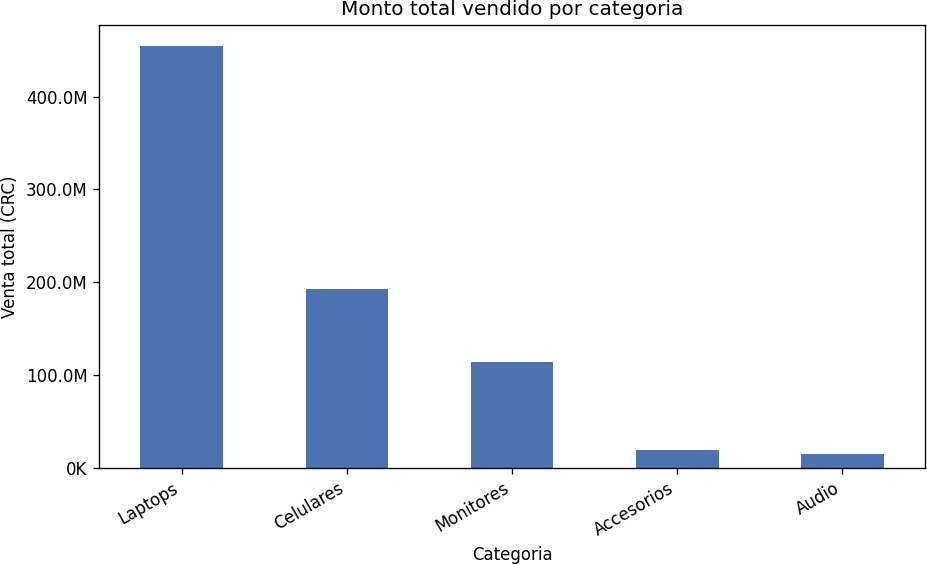 Monto total vendido por categoria
400.0M
300.0M
200.0M
100.0M
0K
Venta total (CRC)
Laptops
Celulares
Monitores
Accesorios
Audio
Categoria